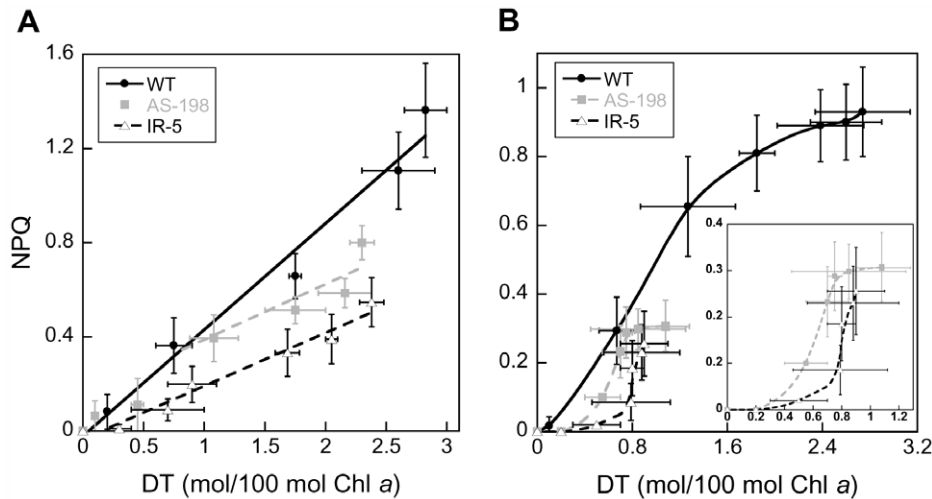 A
1.6
1.2
0.8
0.4
0
NPQ
WT
AS-198
IR-5
0 0.5 1 1.5 2 2.5 3
DT (mol/100 mol Chl a)
B
1
0.8
0.6
0.4
0.2
0
WT
AS-198
IR-5
0.4
0.3
0.2
0.2
0
0 0.2 0.4 0.6 0.8 1 1.2
0 0.8 1.6 2.4 3.2
DT (mol/100 mol Chl a)